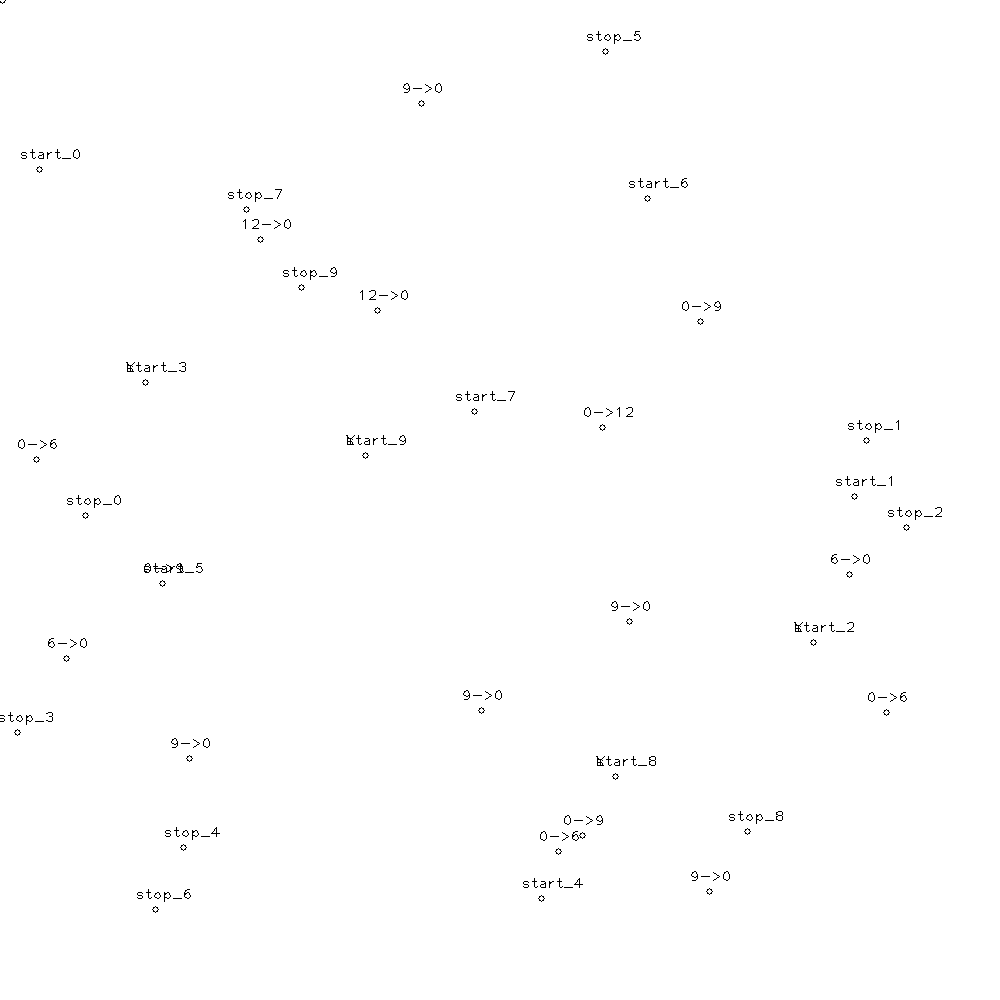 stop_5
9->0
start_0
start_6
stop_7
12->0
stop_9
12->0
0->9
start_3
start_7
0->12
stop_1
start_9
0->6
start_1
stop_0
stop_2
6->0
start_5
9->0
start_2
6->0
9->0
0->6
stop_3
9->0
start_8
stop_8
0->9
stop_4
0->6
9->0
start_4
stop_6